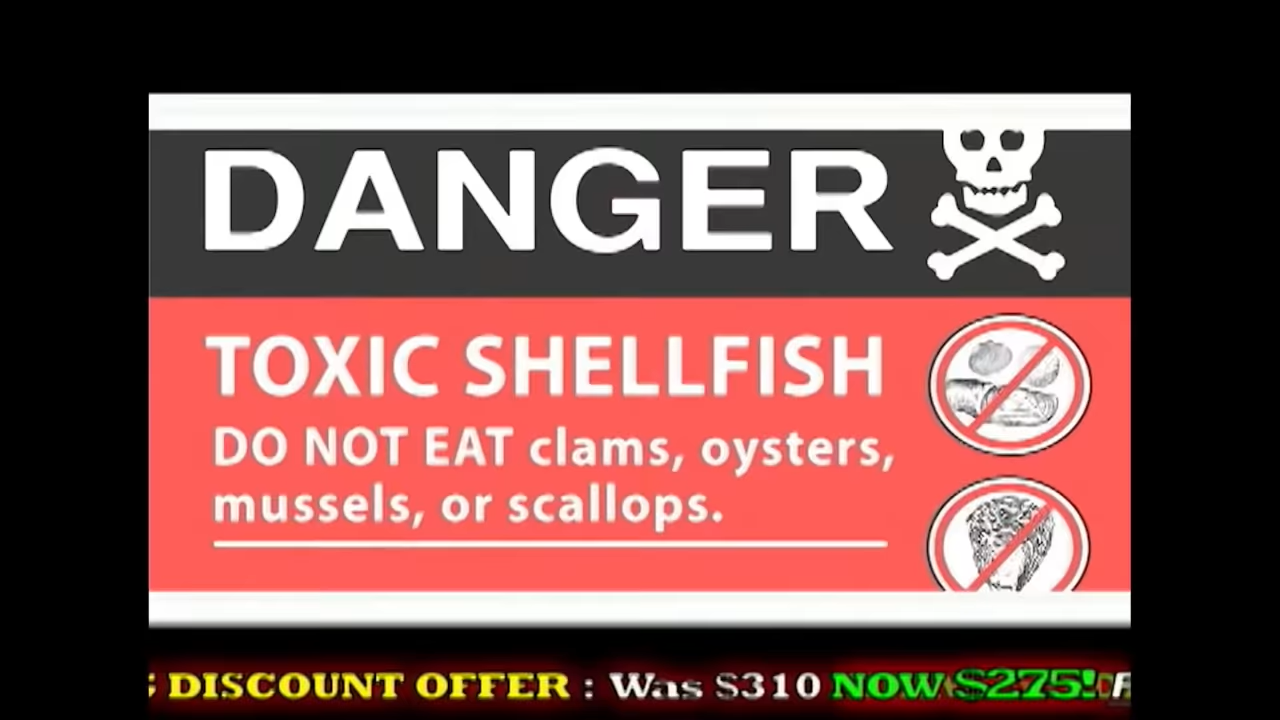 DANGER
TOXIC SHELLFISH
DO NOT EAT clams, oysters,
mussels, or scallops.
DISCOUNT OFFER : Was $310 NOW $275!